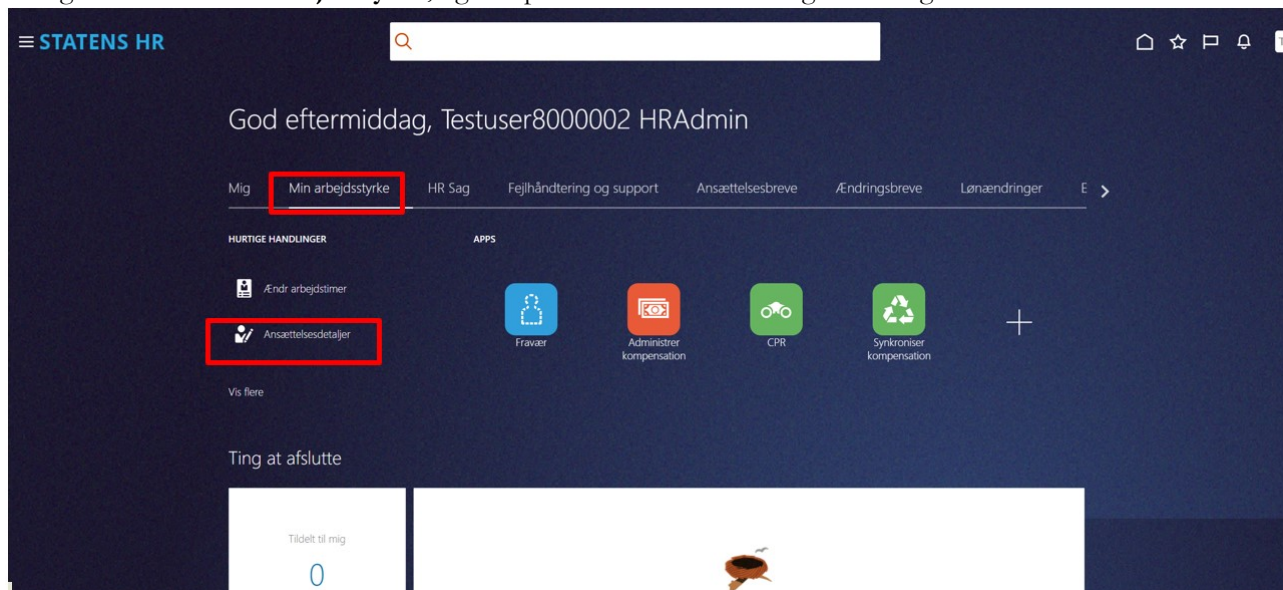 STATENS HR
God eftermiddag, Testuser8000002 HRAdmin
Mig Min arbejdsstyrke HR Sag Fejlhåndtering og support Ansættelsesbreve Ændringsbreve Lønændringer E
HURTIGE HANDLINGER APPS
Ændr arbejdstimer
Ansættelsesdetaljer
Fravær Administrer kompensation CPR Synkroniser kompensation
Vis flere
Ting at afslutte
Tildelt til mig
0